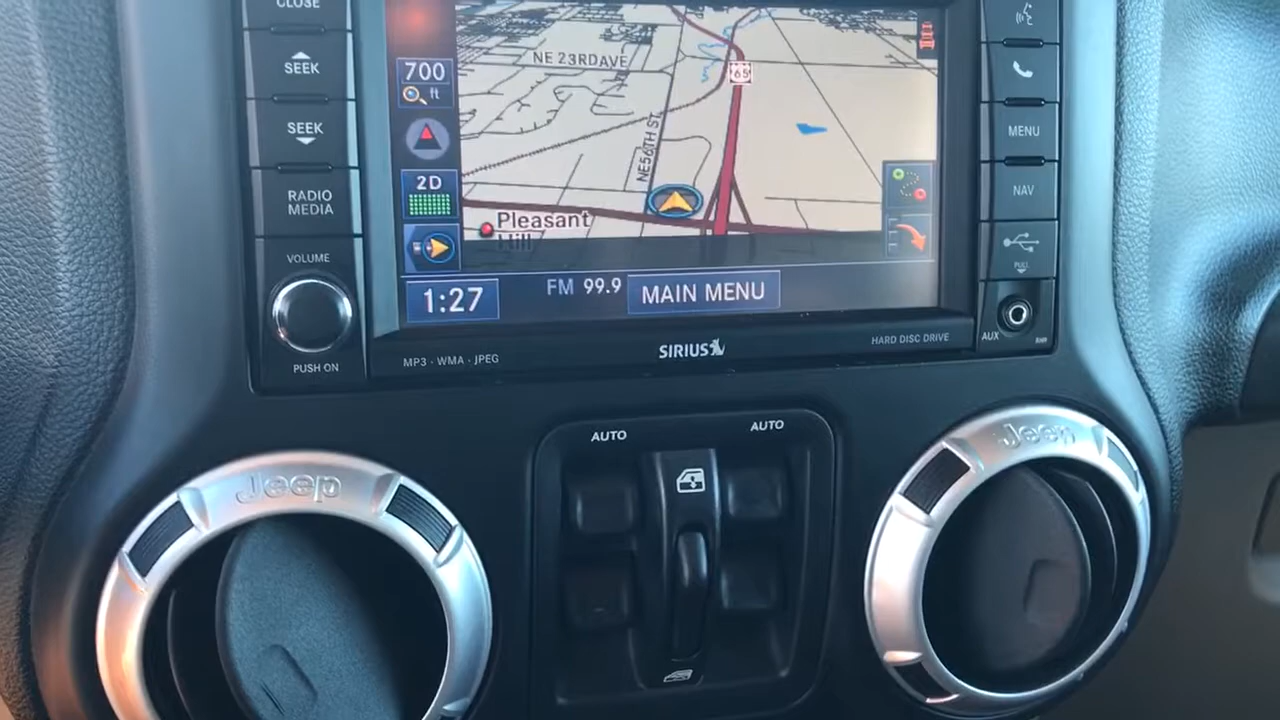 CLOSE
SEEK
SEEK
RADIO
MEDIA
VOLUME
PUSH ON
700
ft
2D
NE 23RDAVE
65
NE56TH ST
Pleasant
Hill
1:27
FM 99.9
MAIN MENU
MP3 · WMA · JPEG
SIRIUS
HARD DISC DRIVE
MENU
NAV
PULL
AUX
AUTO
AUTO
Jeep
Jeep